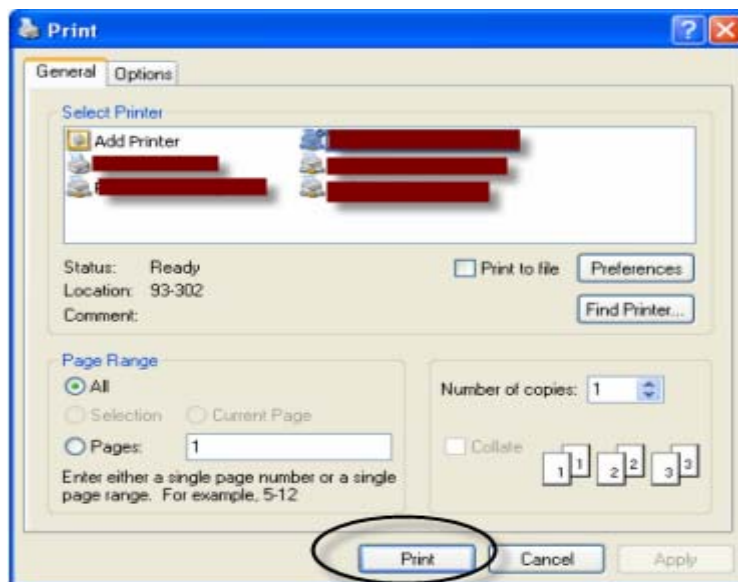 Print
General Options
Select Printer
Add Printer
Status: Ready
Location: 93-302
Comment:
Print to file Preferences
Find Printer...
Page Range
All
Selection Current Page
Pages: 1
Enter either a single page number or a single
page range. For example, 5-12
Number of copies: 1
Collate
1 1 2 2 3 3
Print Cancel Apply